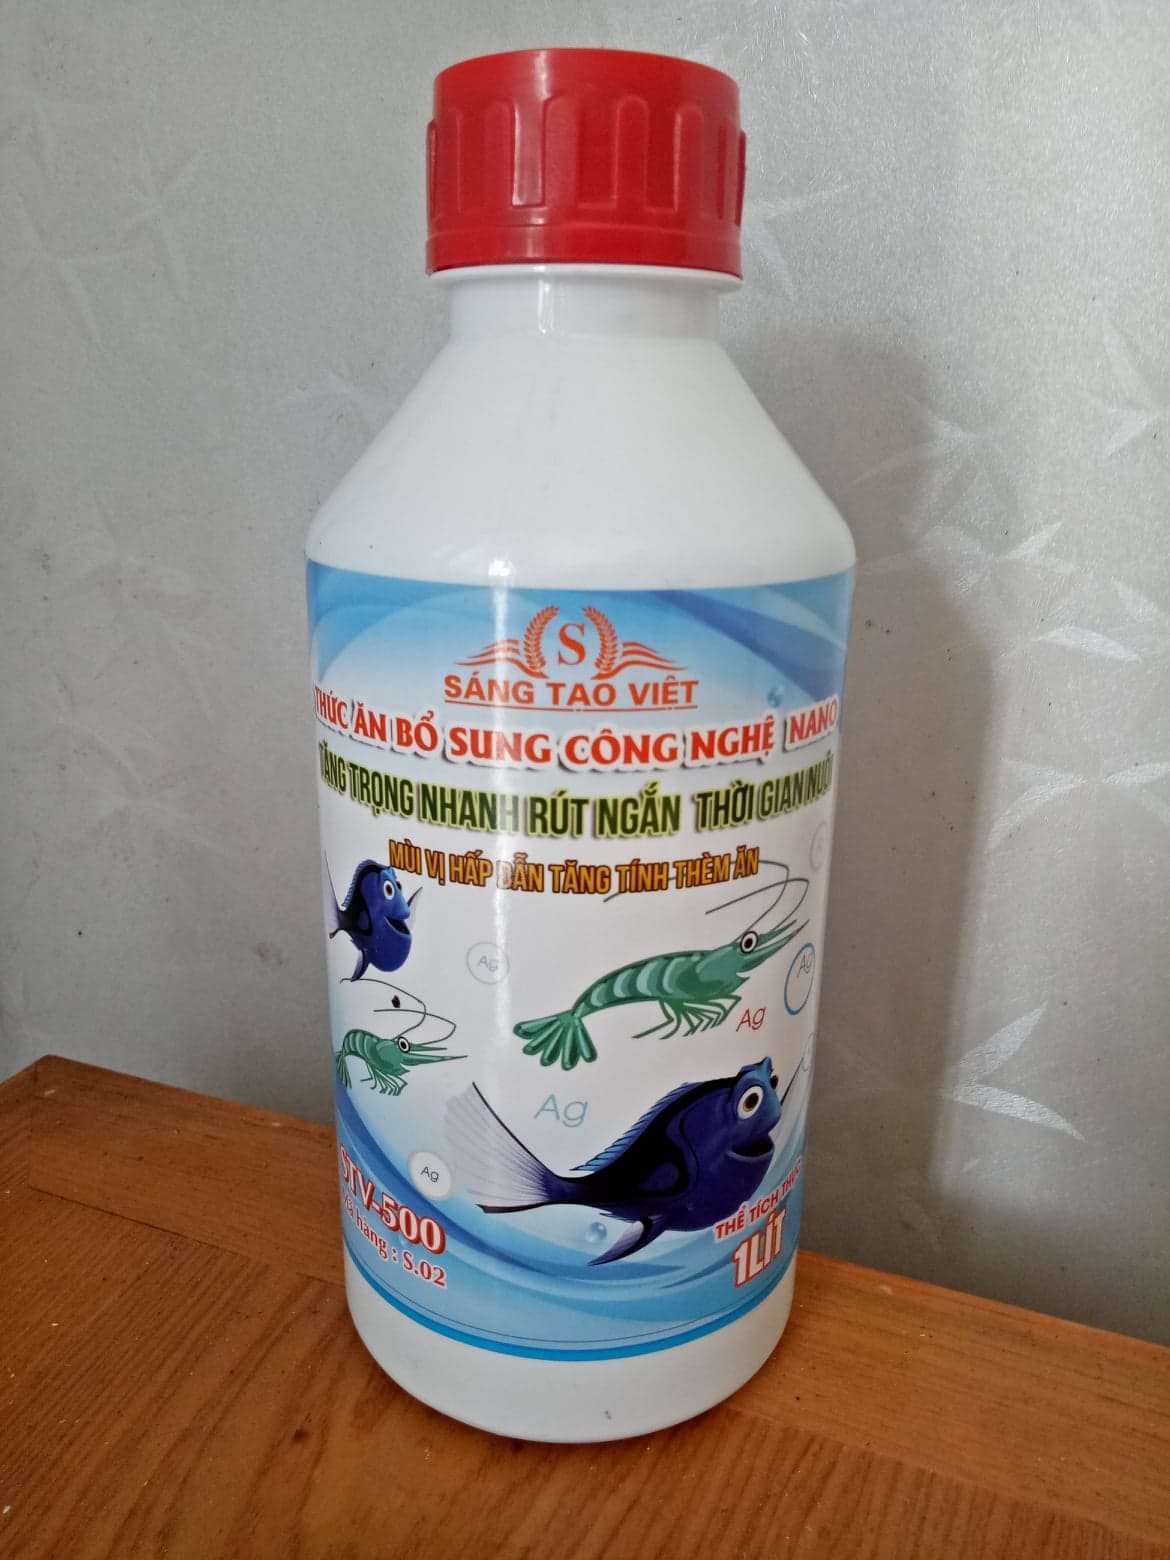 S
SÁNG TẠO VIỆT
THỨC ĂN BỔ SUNG CÔNG NGHỆ NANO
TĂNG TRỌNG NHANH RÚT NGẮN THỜI GIAN NUÔI
MÙI VỊ HẤP DẪN TĂNG TÍNH THÈM ĂN
Ag
Ag
Ag
Ag
Ag
STV-500
Mã hàng : S.02
THỂ TÍCH THỰC
1LÍT